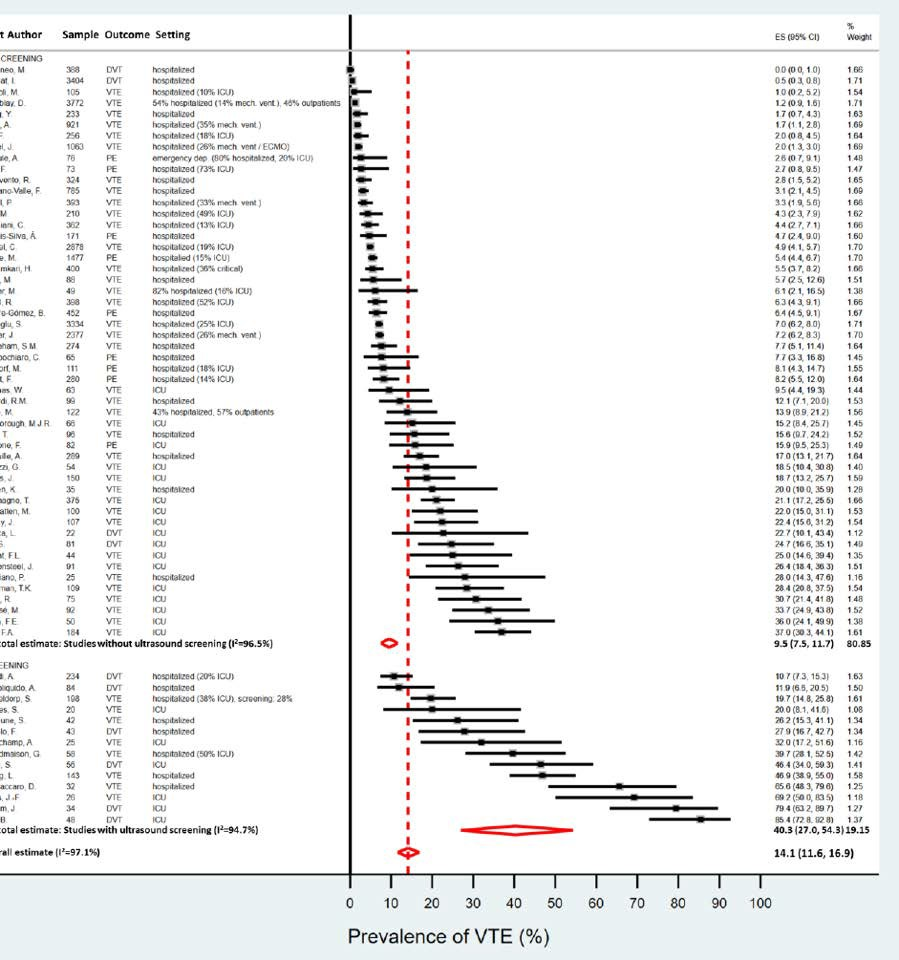 t Author Sample Outcome Setting ES (95% CI) % Weight
CREENING
neo, M 388 DVT hospitalized 0.0 (0.0, 1.0) 1.66
at, I. 3404 DVT hospitalized 0.5 (0.3, 0.8) 1.71
oli, M. 105 VTE hospitalized (10% ICU) 1.0 (0.2, 5.2) 1.54
blay, D. 3772 VTE 54% hospitalized (14% mech. vent.), 46% outpatients 1.2 (0.9, 1.6) 1.71
, Y. 233 VTE hospitalized 1.7 (0.7, 4.3) 1.63
, A. 921 VTE hospitalized (35% mech. vent.) 1.7 (1.1, 2.8) 1.69
F. 256 VTE hospitalized (18% ICU) 2.0 (0.8, 4.5) 1.64
el, J. 1063 VTE hospitalized (26% mech. vent / ECMO) 2.0 (1.3, 3.0) 1.69
ule, A. 76 PE emergency dep. (80% hospitalized, 20% ICU) 2.6 (0.7, 9.1) 1.48
F. 73 PE hospitalized (73% ICU) 2.7 (0.8, 9.5) 1.47
vento, R. 324 VTE hospitalized 2.8 (1.5, 5.2) 1.65
ano-Valle, F. 785 VTE hospitalized 3.1 (2.1, 4.5) 1.69
l, P. 393 VTE hospitalized (33% mech. vent.) 3.3 (1.9, 5.6) 1.66
M 210 VTE hospitalized (49% ICU) 4.3 (2.3, 7.9) 1.62
iani, C. 362 VTE hospitalized (13% ICU) 4.4 (2.7, 7.1) 1.66
is-Silva, Á. 171 PE hospitalized 4.7 (2.4, 9.0) 1.60
el, C. 2878 VTE hospitalized (19% ICU) 4.9 (4.1, 5.7) 1.70
e, M. 1477 PE hospitalied (15% ICU) 5.4 (4.4, 6.7) 1.70
mkari, H. 400 VTE hospitalized (36% critical) 5.5 (3.7, 8.2) 1.66
, M 88 VTE hospitalized 5.7 (2.5, 12.6) 1.51
er, M. 49 VTE 82% hospitalized (16% ICU) 6.1 (2.1, 16.5) 1.38
, R. 398 VTE hospitalized (52% ICU) 6.3 (4.3, 9.1) 1.66
re-Gómez, B. 452 PE hospitalized 6.4 (4.5, 9.1) 1.67
oglu, S. 3334 VTE hospitalized (25% ICU) 7.0 (6.2, 8.0) 1.71
er, J 2377 VTE hospitalized (26% mech. vent.) 7.2 (6.2, 8.3) 1.70
eham, S.M. 274 VTE hospitalized 7.7 (5.1, 11.4) 1.64
pochiaro, C. 65 PE hospitalized 7.7 (3.3, 16.8) 1.45
orf, M. 111 PE hospitalized (18% ICU) 8.1 (4.3, 14.7) 1.55
t, F. 280 PE hospitalized (14% ICU) 8.2 (5.5, 12.0) 1.64
as, W. 63 VTE ICU 9.5 (4.4, 19.3) 1.44
rdi, R.M. 99 VTE hospitalized 12.1 (7.1, 20.0) 1.53
, M. 122 VTE 43% hospitalized, 57% outpatients 13.9 (8.9, 21.2) 1.56
orough, M.J.R. 66 VTE ICU 15.2 (8.4, 25.7) 1.45
T. 96 VTE hospitalized 15.6 (9.7, 24.2) 1.52
one, F. 82 PE ICU 15.9 (9.5, 25.3) 1.49
ille, A. 289 VTE hospitalized 17.0 (13.1, 21.7) 1.64
zzi, G. 54 VTE ICU 18.5 (10.4, 30.8) 1.40
s, J. 150 VTE ICU 18.7 (13.2, 25.7) 1.59
en, K. 35 VTE hospitalized 20.0 (10.0, 35.9) 1.28
nagno, T. 375 VTE ICU 21.1 (17.2, 25.5) 1.66
atten, M. 100 VTE ICU 22.0 (15.0, 31.1) 1.53
y, J. 107 VTE ICU 22.4 (15.6, 31.2) 1.54
ta, L. 22 DVT ICU 22.7 (10.1, 43.4) 1.12
S. 81 DVT ICU 24.7 (16.6, 35.1) 1.49
at, F.L. 44 VTE ICU 25.0 (14.6, 39.4) 1.35
ensteel, J. 91 VTE ICU 26.4 (18.4, 36.3) 1.51
iano, P. 25 VTE hospitalized 28.0 (14.3, 47.6) 1.16
man, T.K. 109 VTE ICU 28.4 (20.8, 37.5) 1.54
, R. 75 VTE ICU 30.7 (21.4, 41.8) 1.48
sé, M 92 VTE ICU 33.7 (24.9, 43.8) 1.52
, F.E. 50 VTE ICU 36.0 (24.1, 49.9) 1.38
F.A. 184 VTE ICU 37.0 (30.3, 44.1) 1.61
total estimate: Studies without ultrasound screening (I²=96.5%) 9.5 (7.5, 11.7) 80.85
EENING
di, A. 234 DVT hospitalized (20% ICU) 10.7 (7.3, 15.3) 1.63
oliquido, A. 84 DVT hospitalized 11.9 (6.6, 20.5) 1.50
eldorp, S. 198 VTE hospitalized (38% ICU); screening: 28% 19.7 (14.8, 25.8) 1.61
es, S. 20 VTE ICU 20.0 (8.1, 41.6) 1.08
une, S. 42 VTE hospitalized 26.2 (15.3, 41.1) 1.34
olo, F. 43 DVT hospitalized 27.9 (16.7, 42.7) 1.34
champ, A 25 VTE ICU 32.0 (17.2, 51.6) 1.16
dmaison, G. 58 VTE hospitalized (50% ICU) 39.7 (28.1, 52.5) 1.42
, S. 56 DVT ICU 46.4 (34.0, 59.3) 1.41
g, L. 143 VTE hospitalized 46.9 (38.9, 55.0) 1.58
accaro, D. 32 VTE hospitalized 65.6 (48.3, 79.6) 1.25
, J.-F 26 VTE ICU 69.2 (50.0, 83.5) 1.18
m, J 34 DVT ICU 79.4 (63.2, 89.7) 1.27
B. 48 DVT ICU 85.4 (72.8, 92.8) 1.37
total estimate: Studies with ultrasound screening (I²=94.7%) 40.3 (27.0, 54.3) 19.15
rall estimate (I²=97.1%) 14.1 (11.6, 16.9)
0 10 20 30 40 50 60 70 80 90 100
Prevalence of VTE (%)